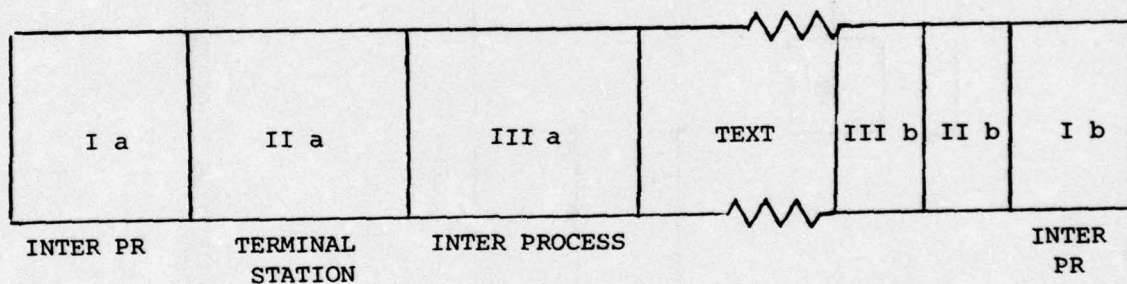 I a II a III a TEXT III b II b I b
INTER PR TERMINAL STATION INTER PROCESS INTER PR